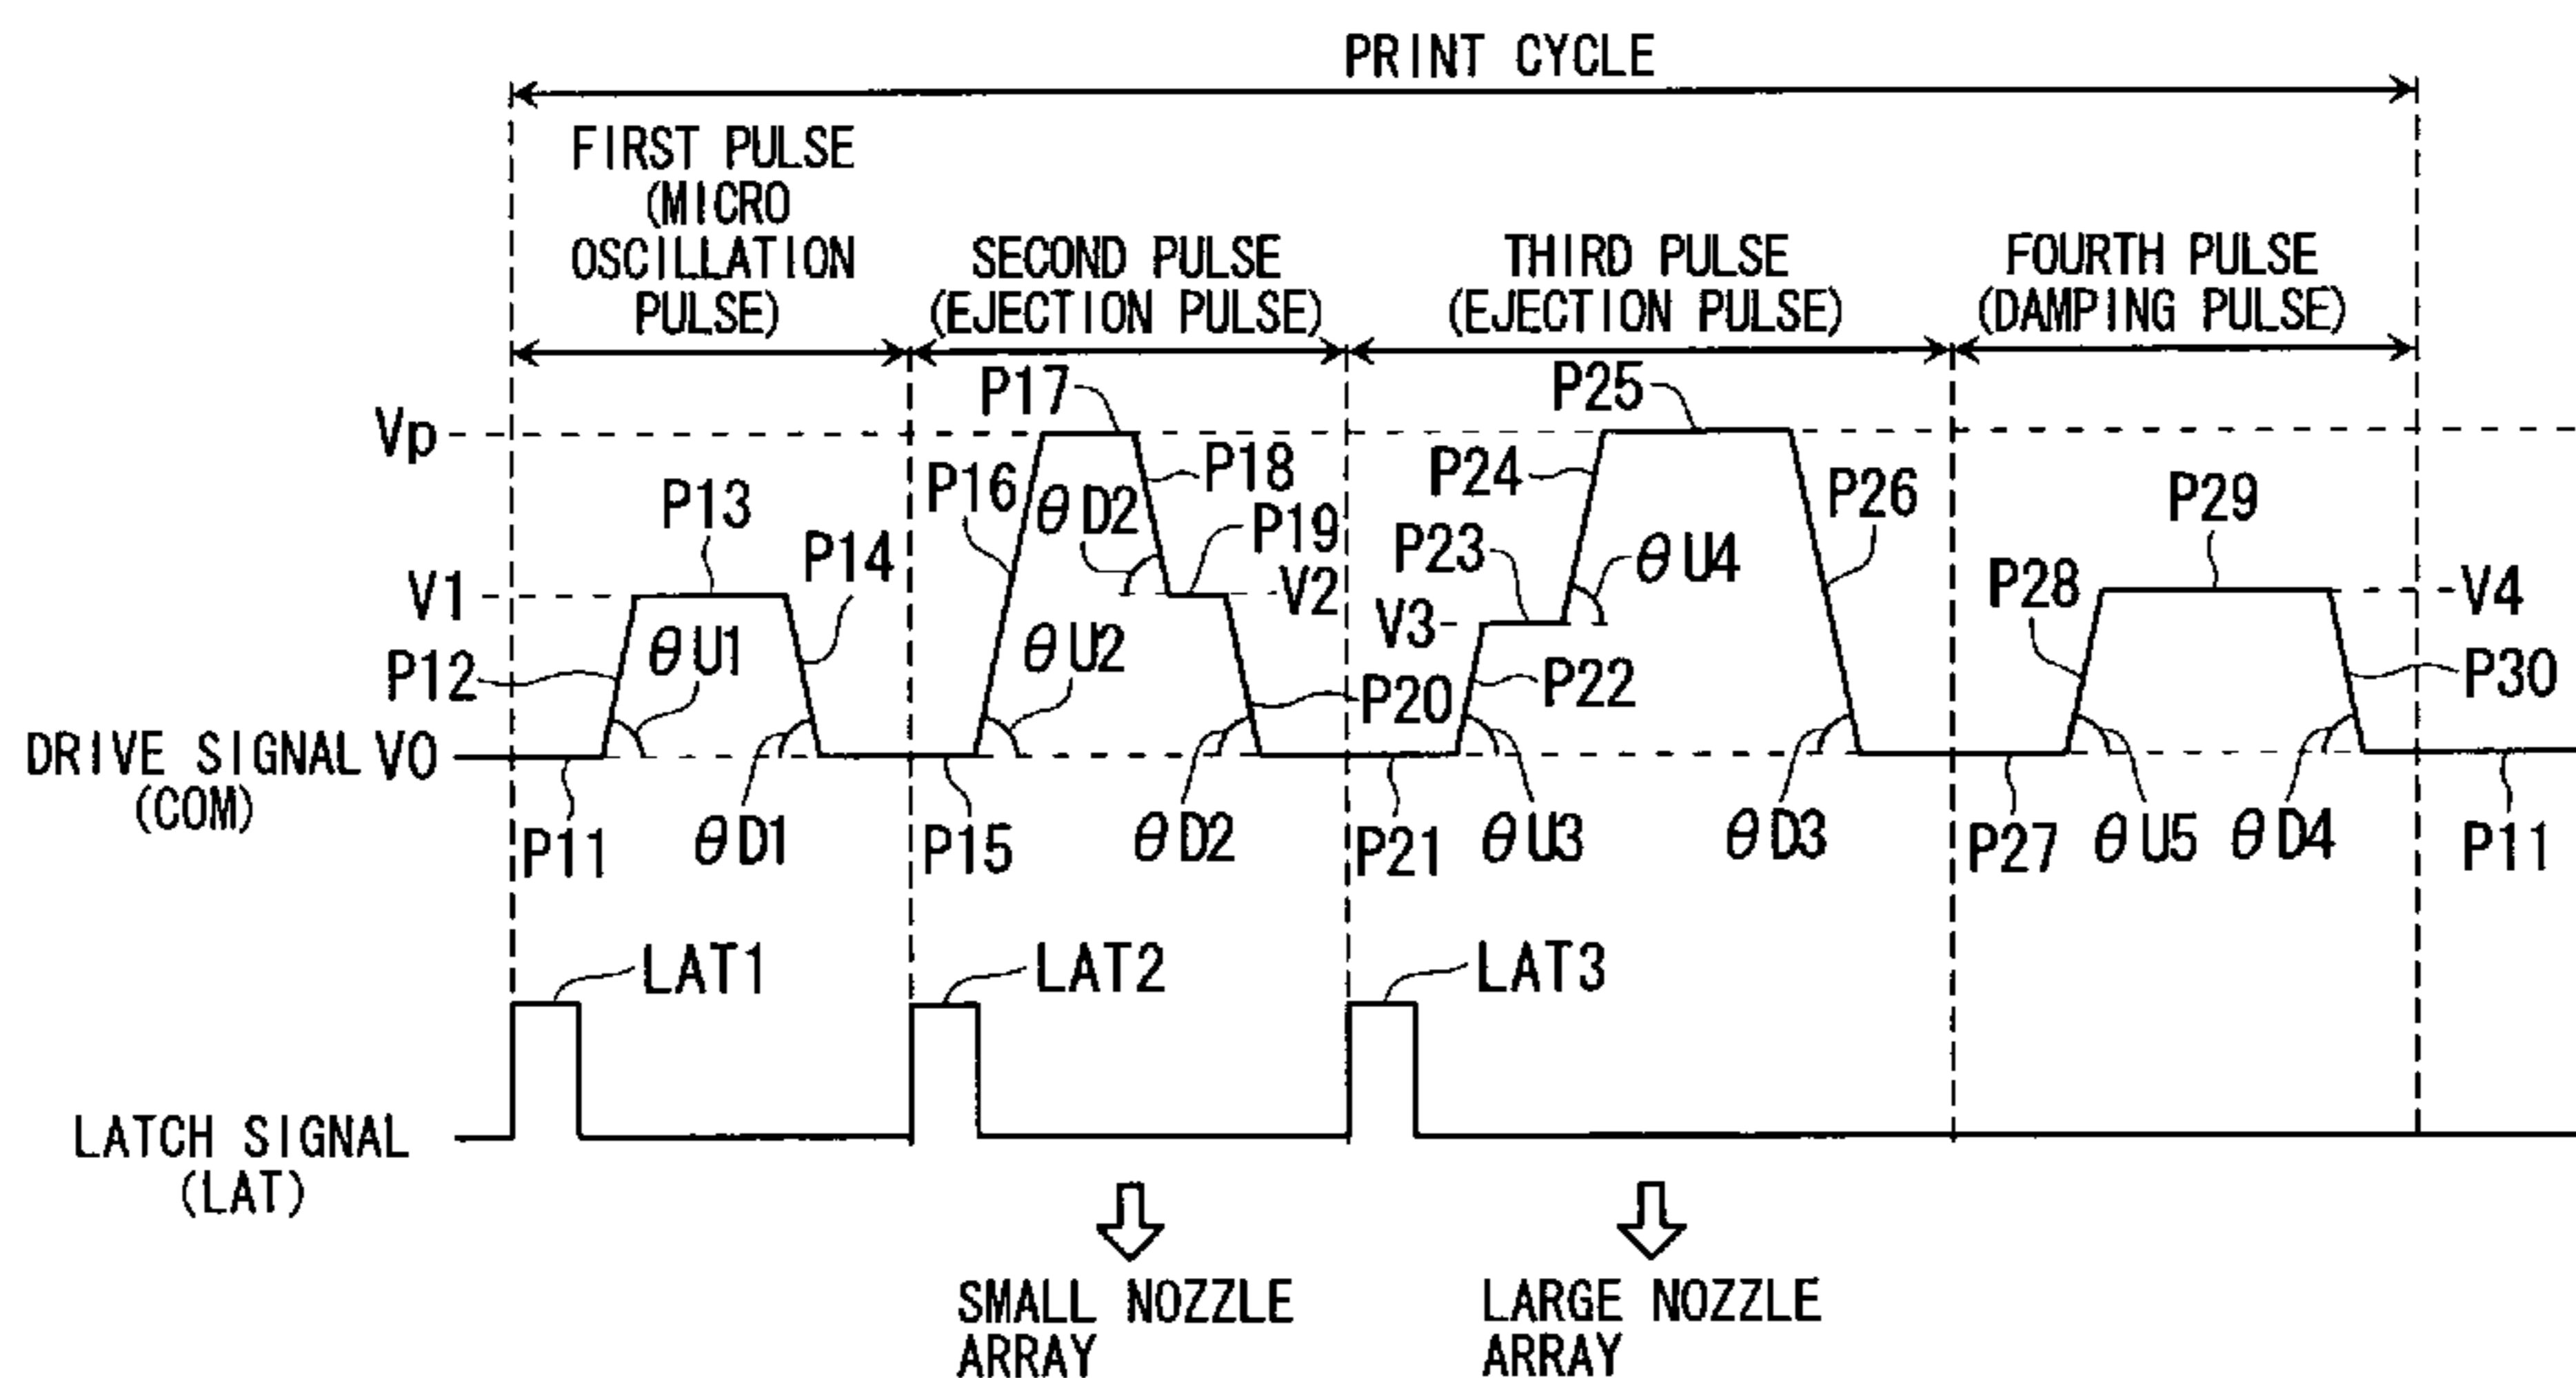 PRINT CYCLE
FIRST PULSE
(MICRO
OSCILLATION
PULSE)
SECOND PULSE
(EJECTION PULSE)
THIRD PULSE
(EJECTION PULSE)
FOURTH PULSE
(DAMPING PULSE)
P17
P25
Vp
P16
P18
P24
P26
P13
θD2
P29
P14
P19
P23
θU4
V1
V2
P28
V4
V3
θU1
θU2
P12
P20
P22
P30
DRIVE SIGNAL V0
(COM)
P11
θD1
P15
θD2
P21
θU3
θD3
P27
θU5
θD4
P11
LAT1
LAT2
LAT3
LATCH SIGNAL
(LAT)
SMALL NOZZLE
ARRAY
LARGE NOZZLE
ARRAY